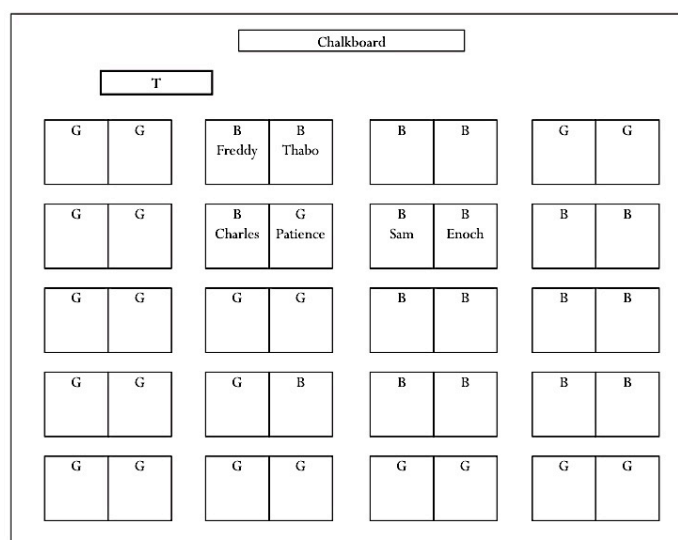 Chalkboard
T
G G B B B B G G
Freddy Thabo
G G B G B B B B
Charles Patience Sam Enoch
G G G G B B B B
G G G B B B B B
G G G G G G G G